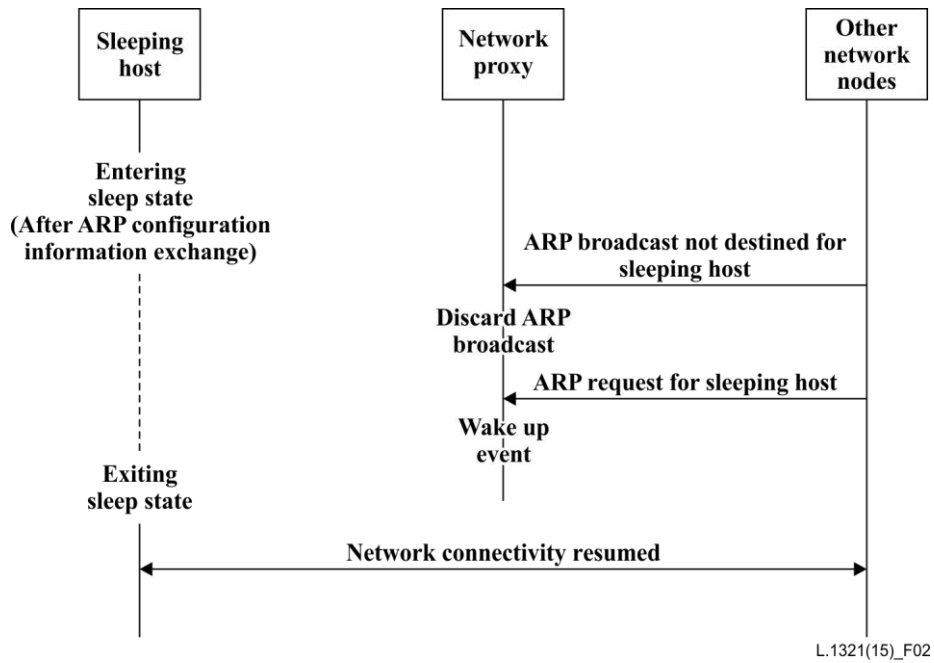 Sleeping
host
Network
proxy
Other
network
nodes
Entering
sleep state
(After ARP configuration
information exchange)
ARP broadcast not destined for
sleeping host
Discard ARP
broadcast
ARP request for sleeping host
Wake up
event
Exiting
sleep state
Network connectivity resumed
L.1321(15)_F02